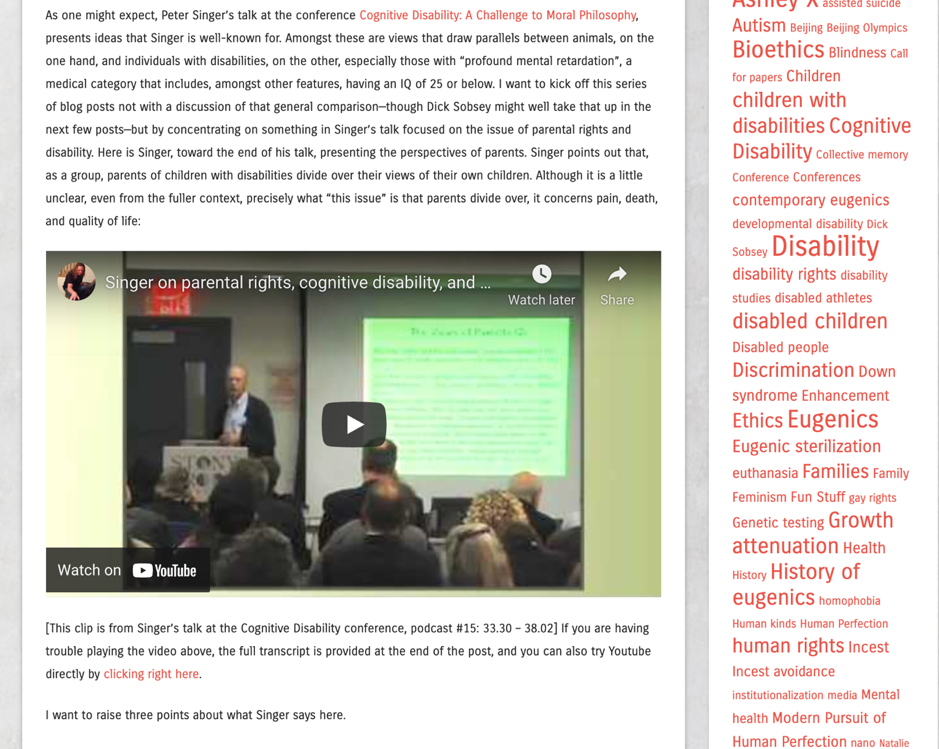 As one might expect, Peter Singer's talk at the conference Cognitive Disability: A Challenge to Moral Philosophy,
presents ideas that Singer is well-known for. Amongst these are views that draw parallels between animals, on the
one hand, and individuals with disabilities, on the other, especially those with “profound mental retardation”, a
medical category that includes, amongst other features, having an IQ of 25 or below. I want to kick off this series
of blog posts not with a discussion of that general comparison—though Dick Sobsey might well take that up in the
next few posts—but by concentrating on something in Singer's talk focused on the issue of parental rights and
disability. Here is Singer, toward the end of his talk, presenting the perspectives of parents. Singer points out that,
as a group, parents of children with disabilities divide over their views of their own children. Although it is a little
unclear, even from the fuller context, precisely what “this issue” is that parents divide over, it concerns pain, death,
and quality of life:
Singer on parental rights, cognitive disability, and ...
Watch later
Share
EXIT
STONY
Watch on YouTube
[This clip is from Singer's talk at the Cognitive Disability conference, podcast #15: 33.30 – 38.02] If you are having
trouble playing the video above, the full transcript is provided at the end of the post, and you can also try Youtube
directly by clicking right here.
I want to raise three points about what Singer says here.
Ashley X assisted suicide
Autism Beijing Beijing Olympics
Bioethics Blindness Call
for papers Children
children with
disabilities Cognitive
Disability Collective memory
Conference Conferences
contemporary eugenics
developmental disability Dick
Sobsey Disability
disability rights disability
studies disabled athletes
disabled children
Disabled people
Discrimination Down
syndrome Enhancement
Ethics Eugenics
Eugenic sterilization
euthanasia Families Family
Feminism Fun Stuff gay rights
Genetic testing Growth
attenuation Health
History History of
eugenics homophobia
Human kinds Human Perfection
human rights Incest
Incest avoidance
institutionalization media Mental
health Modern Pursuit of
Human Perfection nano Natalie